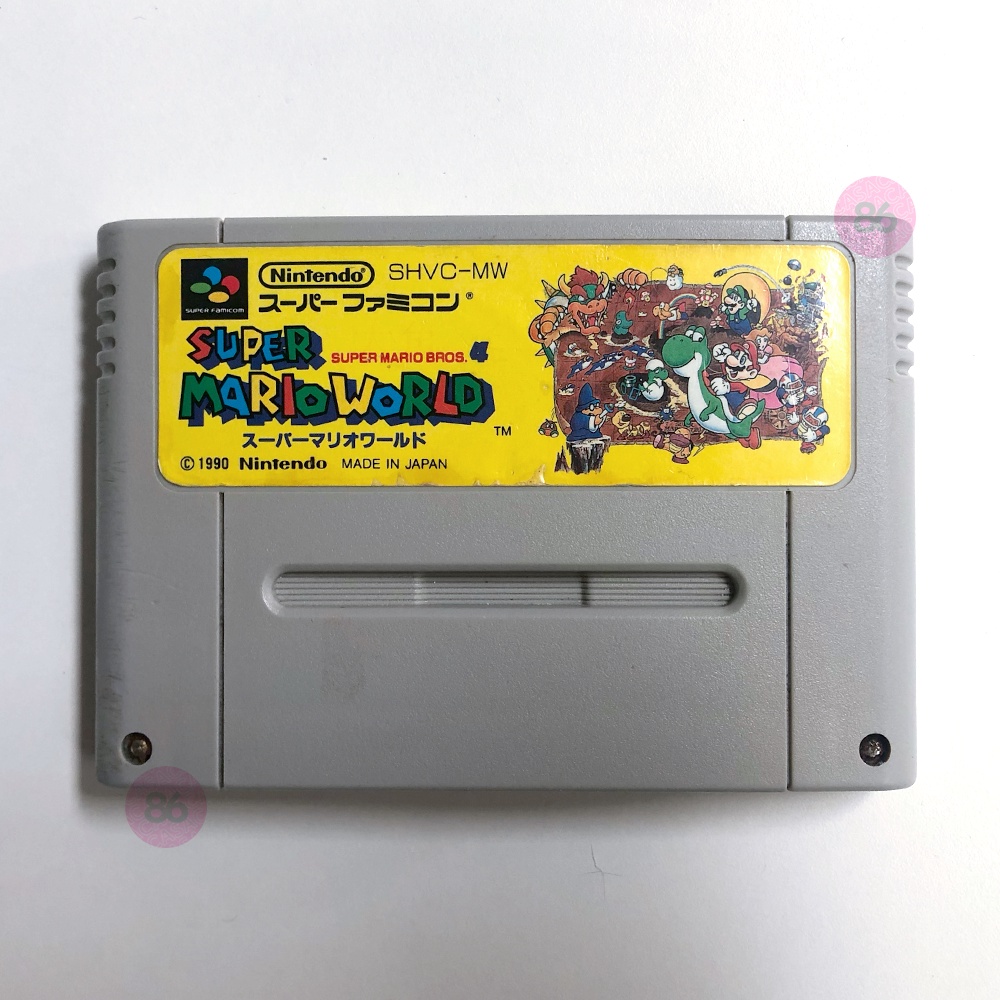 86
Nintendo® SHVC-MW
SUPER FAMICOM
スーパーファミコン®
SUPER
SUPER MARIO BROS. 4
MARIO WORLD ™
スーパーマリオワールド
© 1990 Nintendo MADE IN JAPAN
86